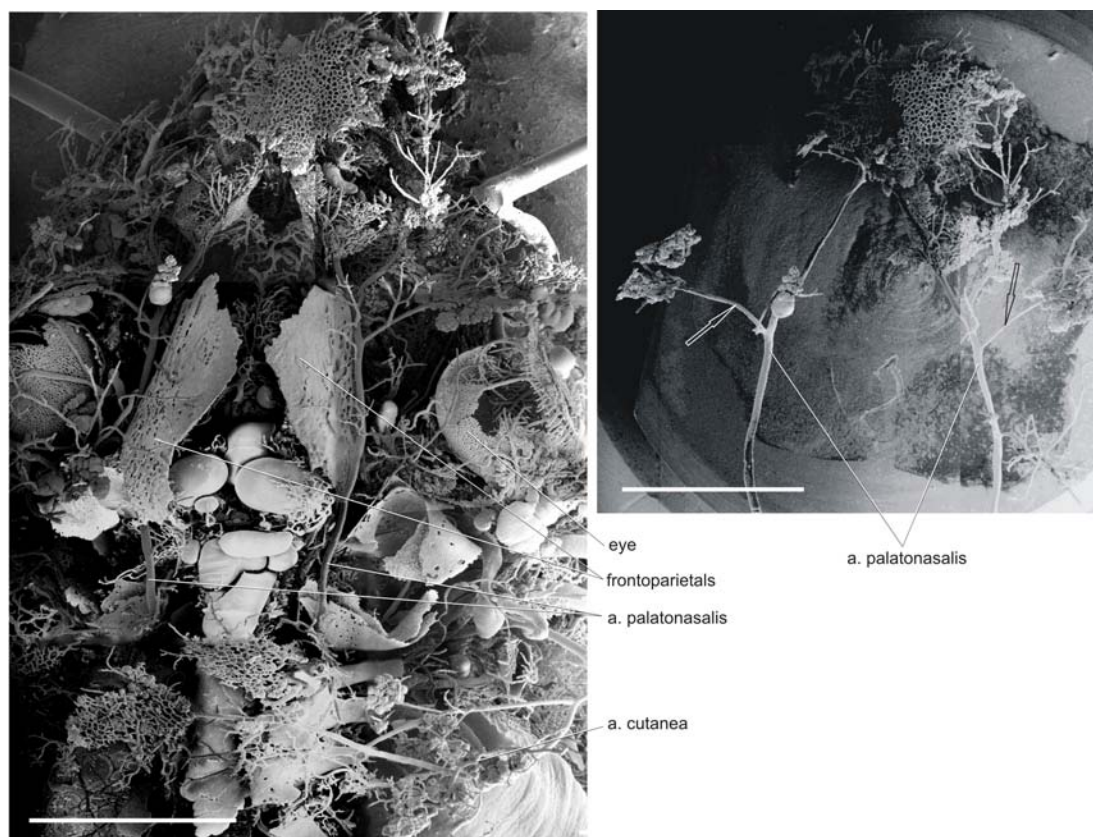 eye
frontoparietals
a. palatonasalis
a. cutanea
a. palatonasalis